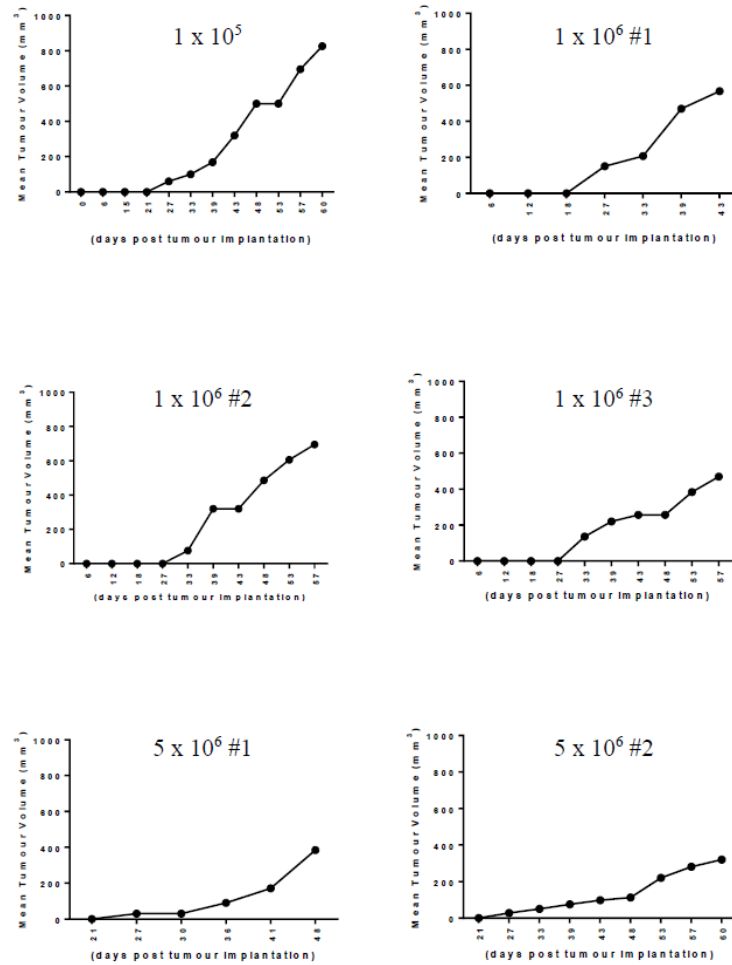 1 x 10⁵
Mean Tumour Volume (mm³)
1000
800
600
400
200
0
0 6 15 21 27 33 39 43 48 53 57 60
(days post tumour implantation)
1 x 10⁶ #1
Mean Tumour Volume (mm³)
1000
800
600
400
200
0
6 12 18 27 33 39 43
(days post tumour implantation)
1 x 10⁶ #2
Mean Tumour Volume (mm³)
1000
800
600
400
200
0
6 12 18 27 33 39 43 48 53 57
(days post tumour implantation)
1 x 10⁶ #3
Mean Tumour Volume (mm³)
1000
800
600
400
200
0
6 12 18 27 33 39 43 48 53 57
(days post tumour implantation)
5 x 10⁶ #1
Mean Tumour Volume (mm³)
1000
800
600
400
200
0
21 27 30 36 41 48
(days post tumour implantation)
5 x 10⁶ #2
Mean Tumour Volume (mm³)
1000
800
600
400
200
0
21 27 33 39 43 48 53 57 60
(days post tumour implantation)